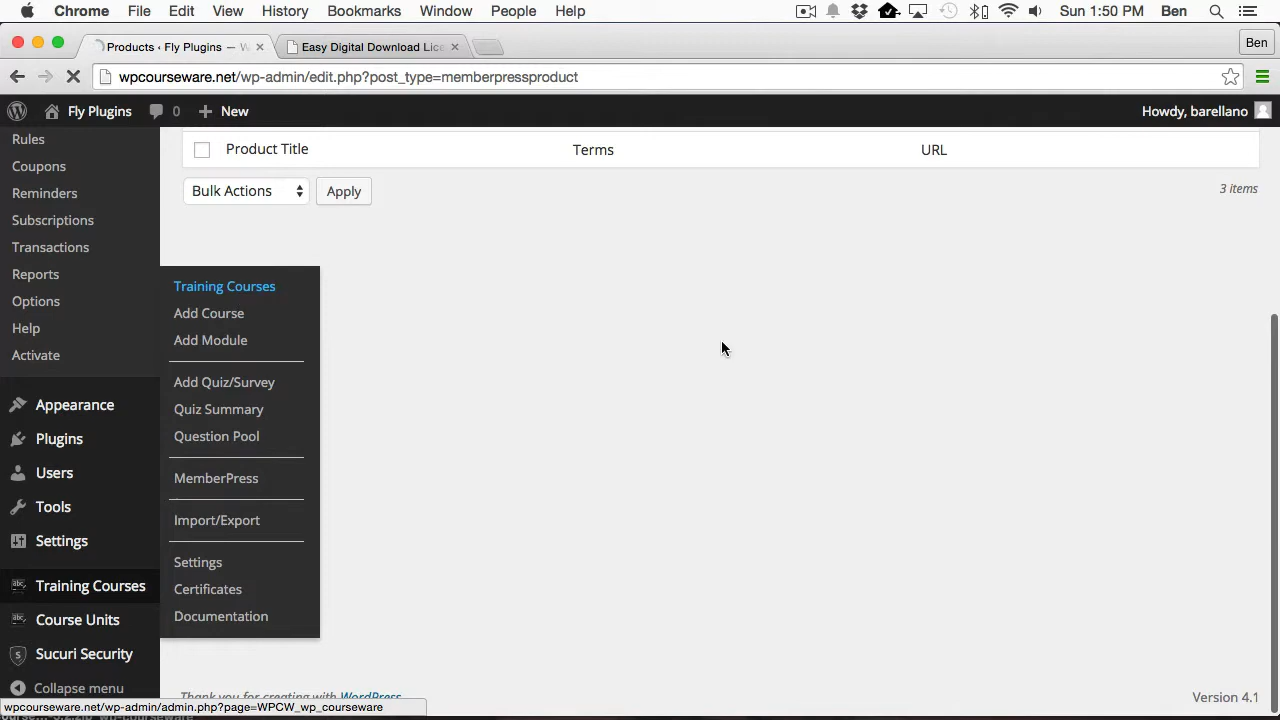 Chrome File Edit View History Bookmarks Window People Help Sun 1:50 PM Ben
Products ‹ Fly Plugins — W Easy Digital Download Lice Ben
wpcourseware.net/wp-admin/edit.php?post_type=memberpressproduct
Fly Plugins 0 New Howdy, barellano
Rules
Coupons
Reminders
Subscriptions
Transactions
Reports
Options
Help
Activate
Appearance
Plugins
Users
Tools
Settings
Training Courses
Course Units
Sucuri Security
Collapse menu
Training Courses
Add Course
Add Module
Add Quiz/Survey
Quiz Summary
Question Pool
MemberPress
Import/Export
Settings
Certificates
Documentation
Product Title Terms URL
Bulk Actions Apply 3 items
Thank you for creating with WordPress Version 4.1
wpcourseware.net/wp-admin/admin.php?page=WPCW_wp_courseware